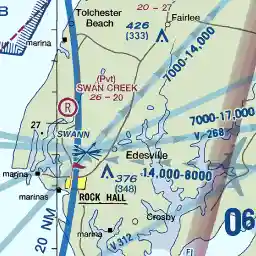 B
Tolchester
Beach
20 - 27
Fairlee
426
(333)
marina
(Pvt)
SWAN CREEK
26 - 20
R
7000-14,000
7000-17,000
V - 268
27
SWANN
Edesville
14,000-8000
376
(348)
marina
marinas
ROCK HALL
Crosby
20 NM
V 312
06